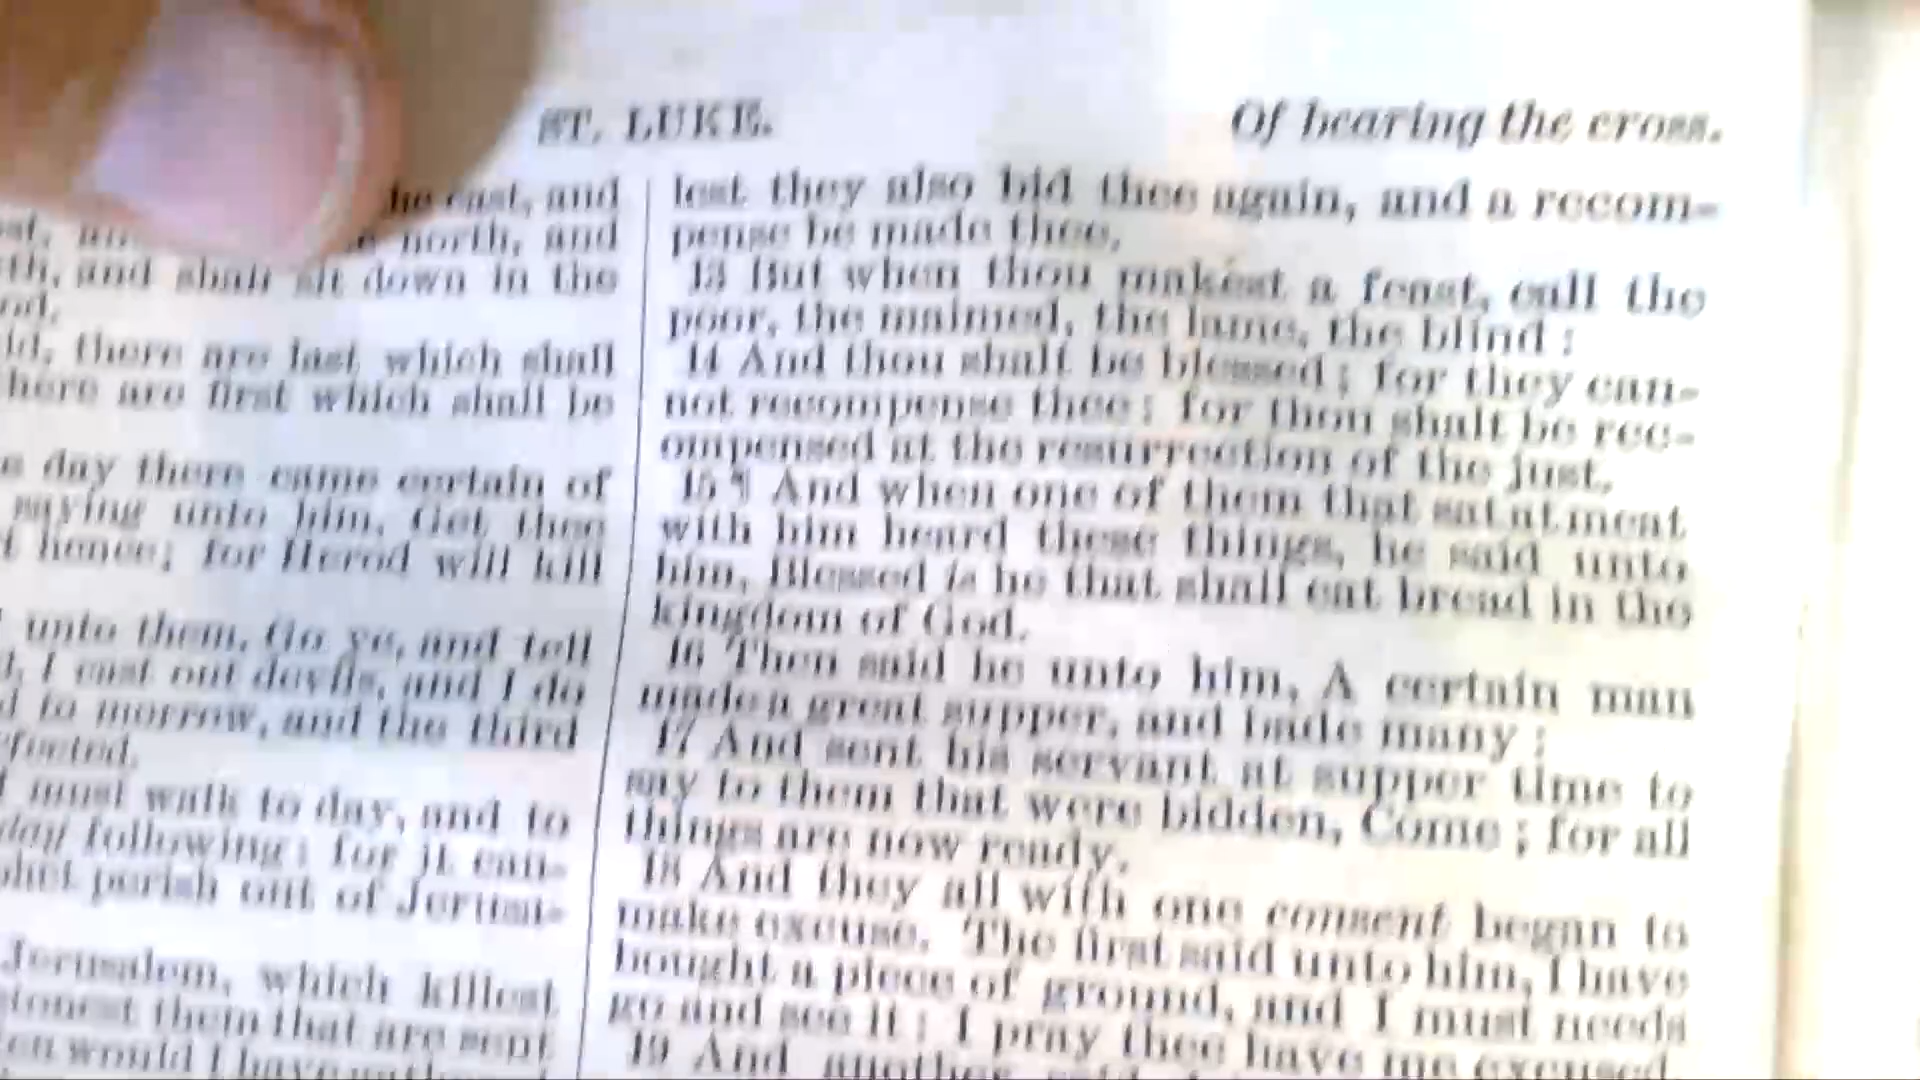 ST. LUKE.
Of bearing the cross.
he east, and
north, and
and shall sit down in the
there are last which shall
here are first which shall be
day there came certain of
saying unto him, Get thee
hence; for Herod will kill
unto them, Go ye, and tell
I cast out devils, and I do
to morrow, and the third
fected.
must walk to day, and to
day following: for it can-
phet perish out of Jerusa-
Jerusalem, which killest
stonest them that are sent
would I have
lest they also bid thee again, and a recom-
pense be made thee.
13 But when thou makest a feast, call the
poor, the maimed, the lame, the blind:
14 And thou shalt be blessed; for they can-
not recompense thee: for thou shalt be rec-
ompensed at the resurrection of the just.
15 ¶ And when one of them that sat at meat
with him heard these things, he said unto
him, Blessed is he that shall eat bread in the
kingdom of God.
16 Then said he unto him, A certain man
made a great supper, and bade many:
17 And sent his servant at supper time to
say to them that were bidden, Come; for all
things are now ready.
18 And they all with one consent began to
make excuse. The first said unto him, I have
bought a piece of ground, and I must needs
go and see it: I pray thee have me excused.
19 And another